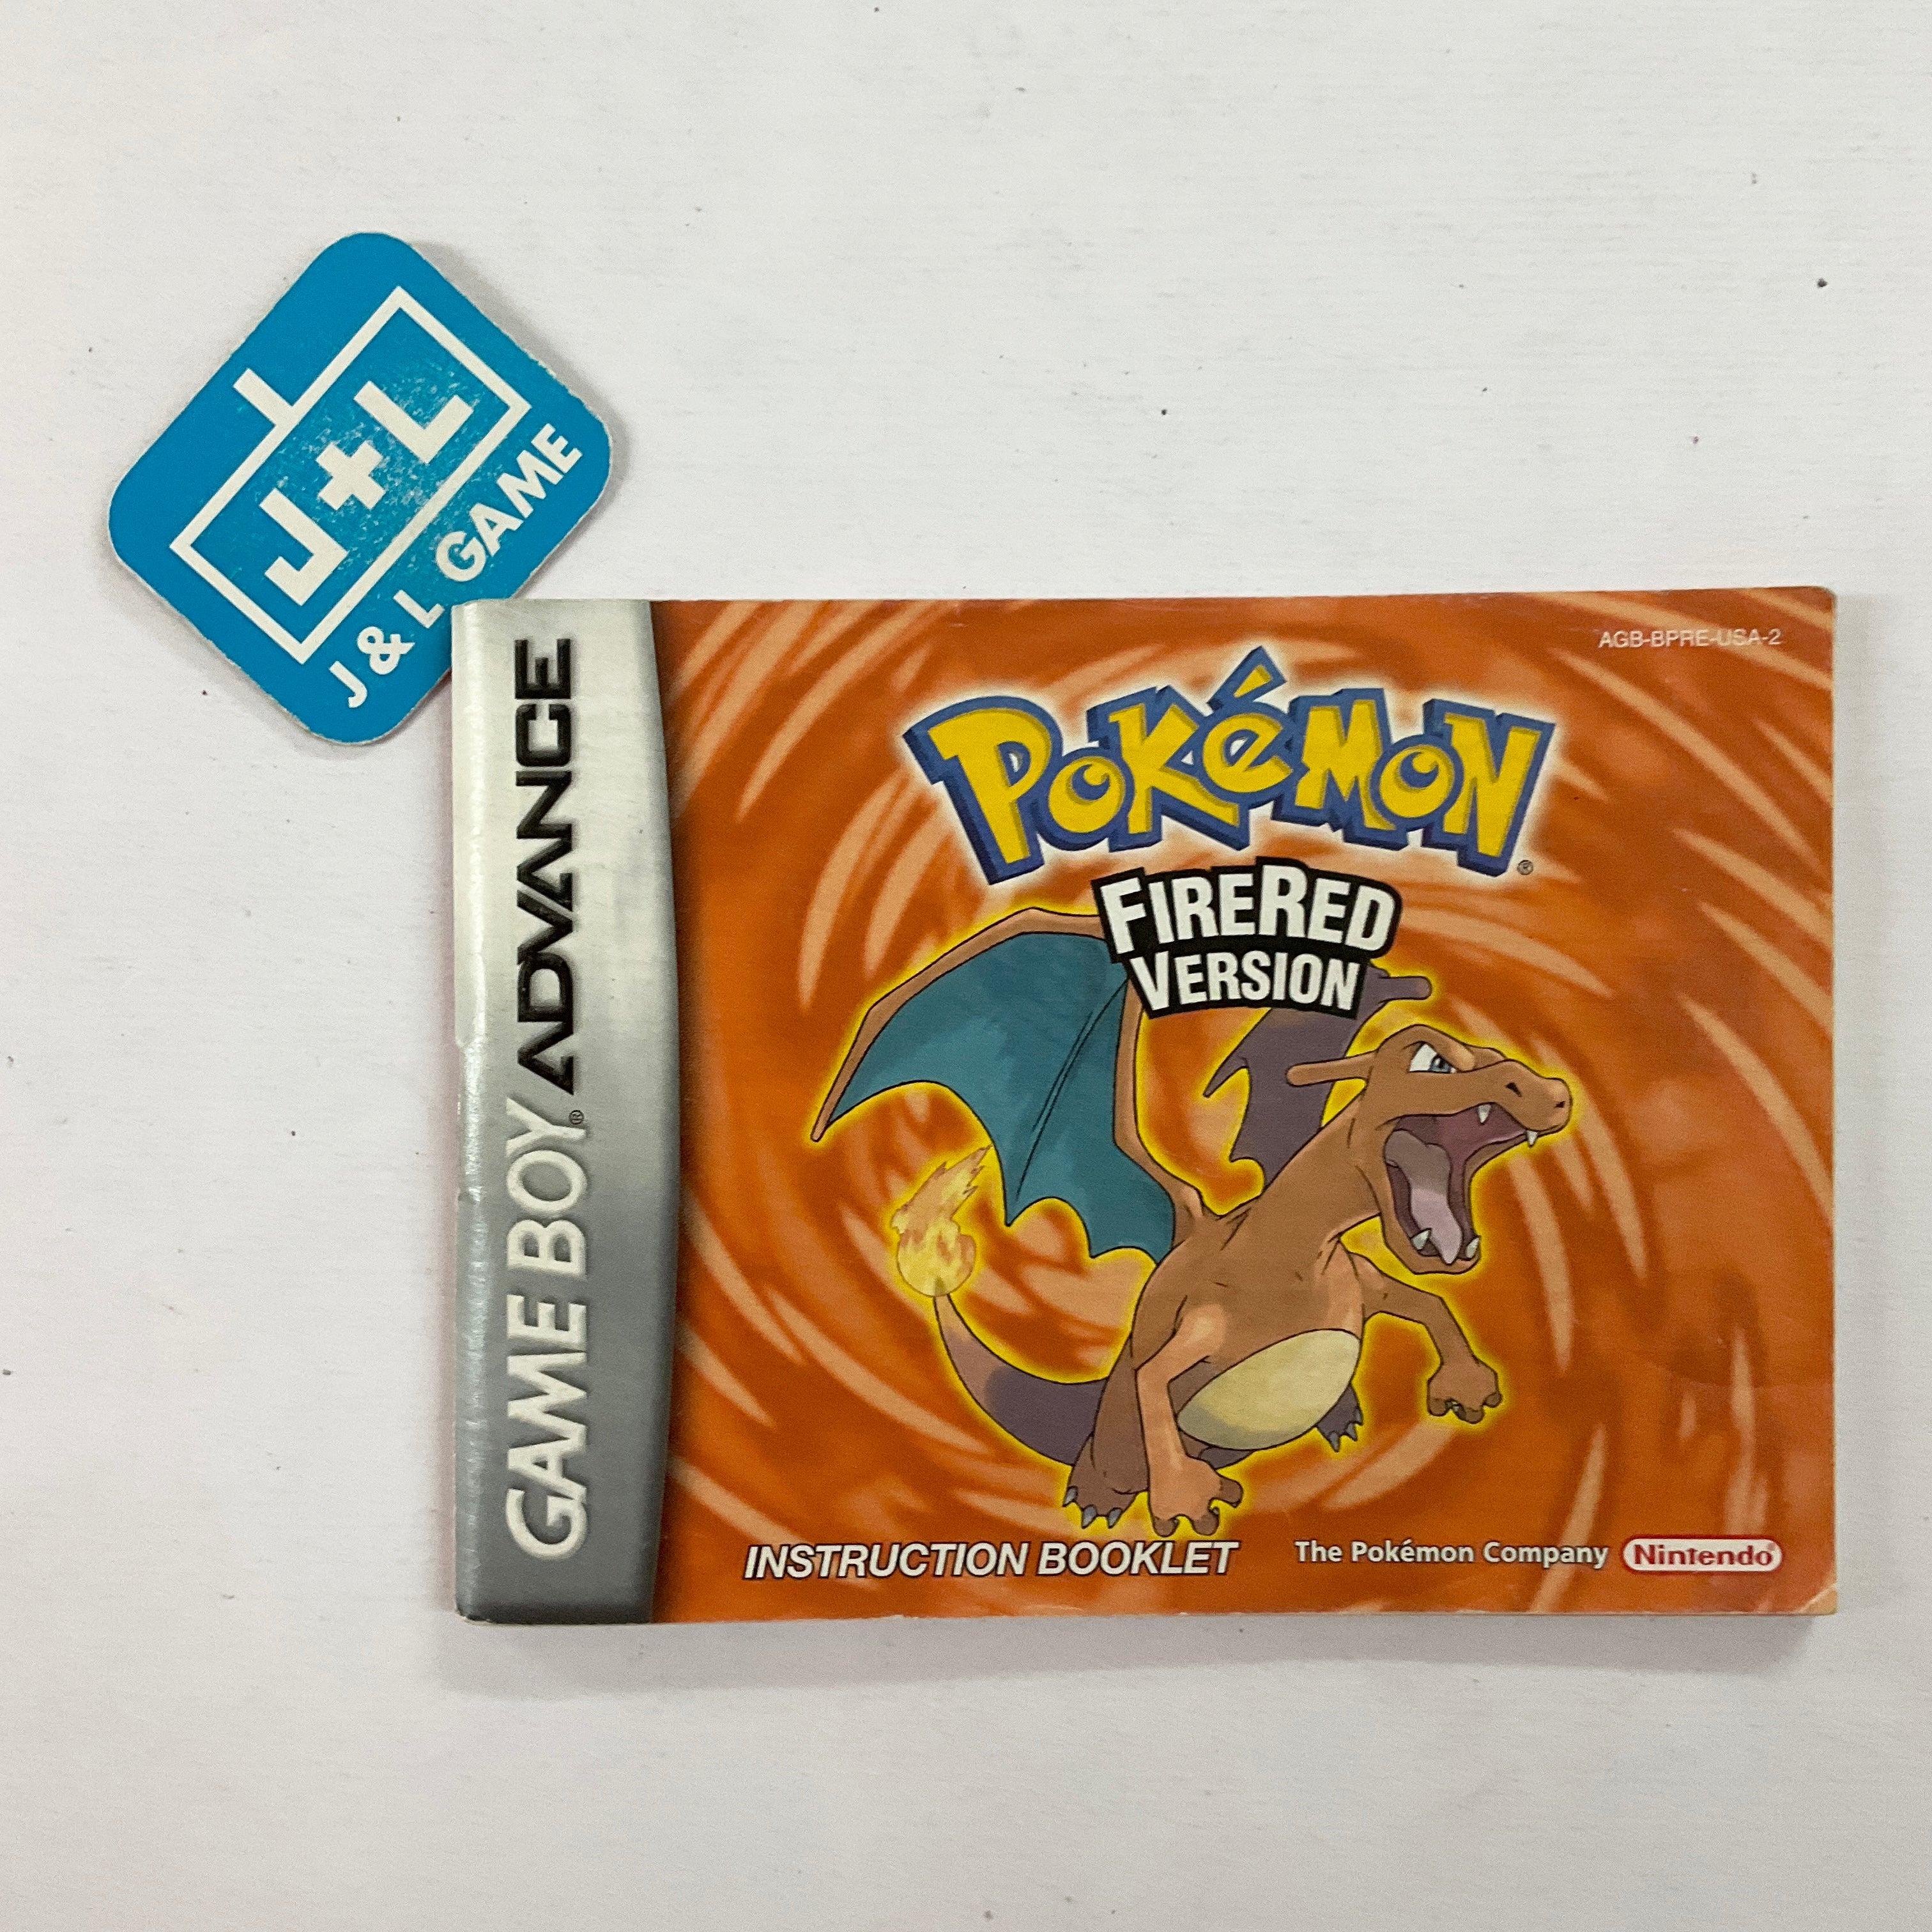 J+L
J & L GAME
GAME BOY® ADVANCE
AGB-BPRE-USA-2
POKéMON®
FIRERED
VERSION
INSTRUCTION BOOKLET
The Pokémon Company
Nintendo®